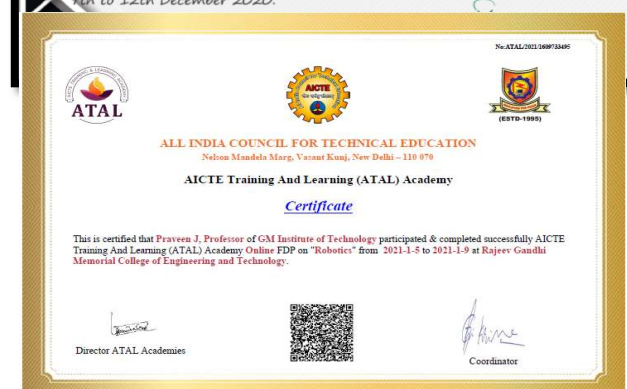 7th to 12th December 2020.
No:ATAL/2021/1609733495
ATAL
AICTE
(ESTD-1995)
ALL INDIA COUNCIL FOR TECHNICAL EDUCATION
Nelson Mandela Marg, Vasant Kunj, New Delhi – 110 070
AICTE Training And Learning (ATAL) Academy
Certificate
This is certified that Praveen J, Professor of GM Institute of Technology participated & completed successfully AICTE
Training And Learning (ATAL) Academy Online FDP on "Robotics" from 2021-1-5 to 2021-1-9 at Rajeev Gandhi
Memorial College of Engineering and Technology.
Director ATAL Academies
Coordinator